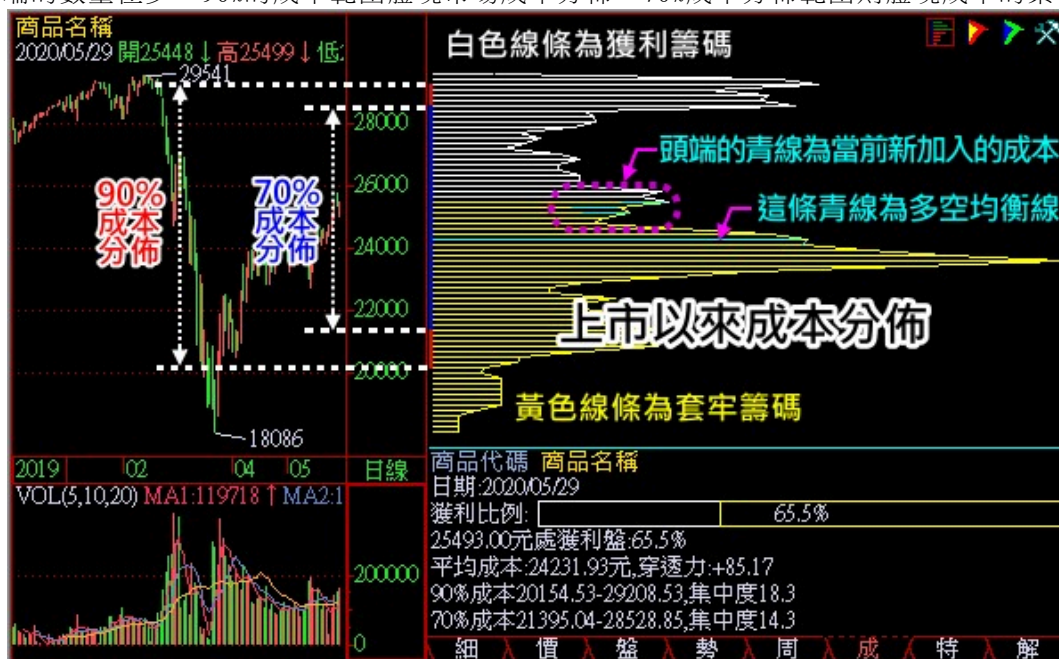 商品名稱
2020/05/29 開25448↓高25499↓低2
白色線條為獲利籌碼
29541
28000
頭端的青線為當前新加入的成本
90%
成本
分佈
70%
成本
分佈
26000
這條青線為多空均衡線
24000
22000
上市以來成本分佈
20000
黃色線條為套牢籌碼
18086
2019 02 04 05 日線
商品代碼 商品名稱
日期:2020/05/29
VOL(5,10,20) MA1:119718↑MA2:1
獲利比例: 65.5%
25493.00元處獲利盤:65.5%
平均成本:24231.93元,穿透力:+85.17
200000
90%成本20154.53-29208.53,集中度18.3
70%成本21395.04-28528.85,集中度14.3
0
細 價 盤 勢 周 成 特 解